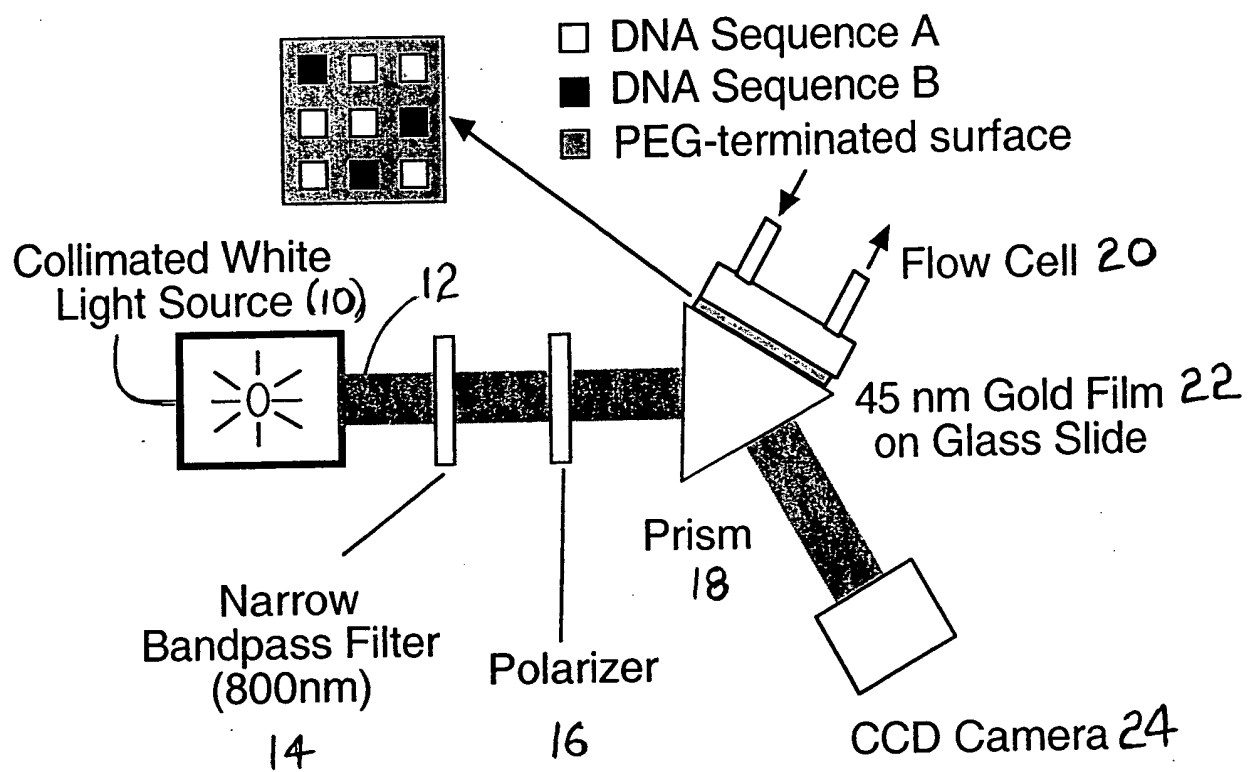 DNA Sequence A
DNA Sequence B
PEG-terminated surface
Collimated White
Light Source (10)
12
Flow Cell 20
45 nm Gold Film 22
on Glass Slide
Prism
18
Narrow
Bandpass Filter
(800nm)
14
Polarizer
16
CCD Camera 24